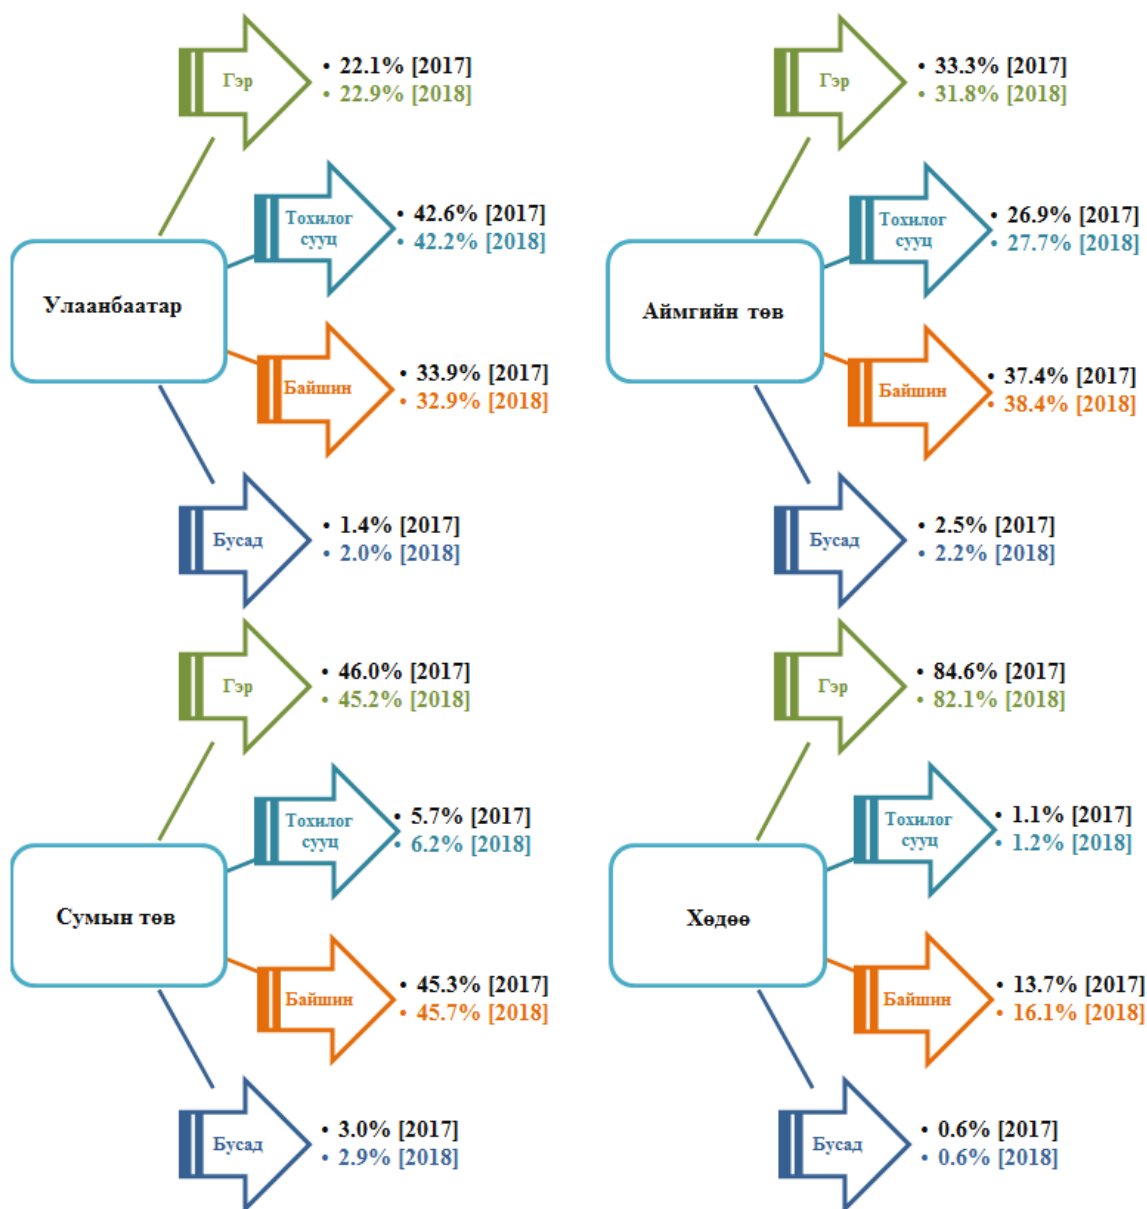 Гэр
• 22.1% [2017]
• 22.9% [2018]
Тохилог
сууц
• 42.6% [2017]
• 42.2% [2018]
Улаанбаатар
Байшин
• 33.9% [2017]
• 32.9% [2018]
Бусад
• 1.4% [2017]
• 2.0% [2018]
Гэр
• 33.3% [2017]
• 31.8% [2018]
Тохилог
сууц
• 26.9% [2017]
• 27.7% [2018]
Аймгийн төв
Байшин
• 37.4% [2017]
• 38.4% [2018]
Бусад
• 2.5% [2017]
• 2.2% [2018]
Гэр
• 46.0% [2017]
• 45.2% [2018]
Тохилог
сууц
• 5.7% [2017]
• 6.2% [2018]
Сумын төв
Байшин
• 45.3% [2017]
• 45.7% [2018]
Бусад
• 3.0% [2017]
• 2.9% [2018]
Гэр
• 84.6% [2017]
• 82.1% [2018]
Тохилог
сууц
• 1.1% [2017]
• 1.2% [2018]
Хөдөө
Байшин
• 13.7% [2017]
• 16.1% [2018]
Бусад
• 0.6% [2017]
• 0.6% [2018]